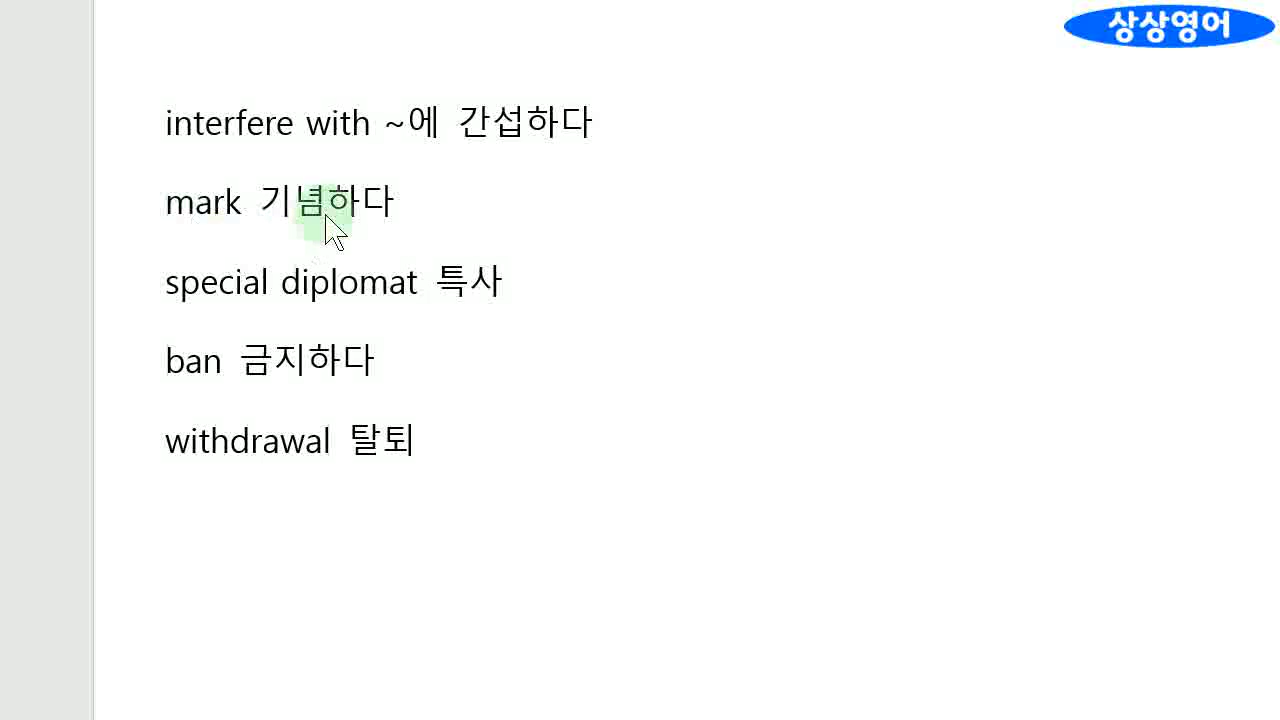 상상영어
interfere with ~에 간섭하다
mark 기념하다
special diplomat 특사
ban 금지하다
withdrawal 탈퇴